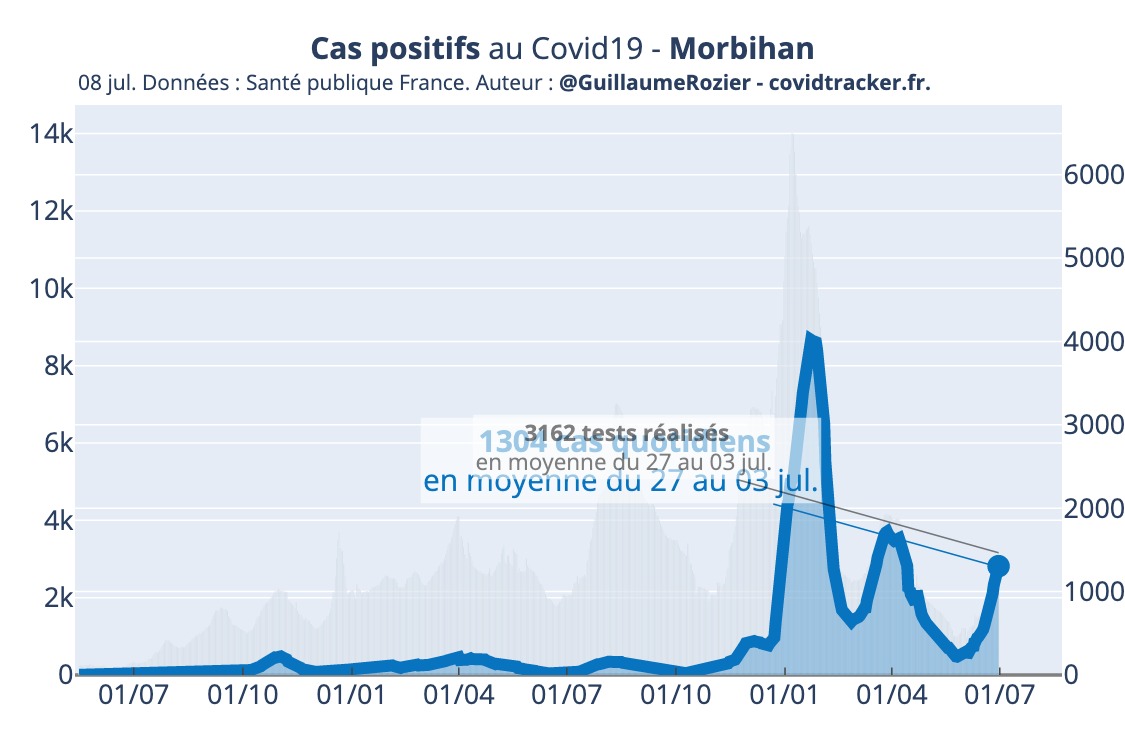 Cas positifs au Covid19 - Morbihan
08 jul. Données : Santé publique France. Auteur : @GuillaumeRozier - covidtracker.fr.
14k
12k
10k
8k
6k
4k
2k
0
6000
5000
4000
3000
2000
1000
0
3162 tests réalisés
1304 cas quotidiens
en moyenne du 27 au 03 jul.
en moyenne du 27 au 03 jul.
01/07
01/10
01/01
01/04
01/07
01/10
01/01
01/04
01/07